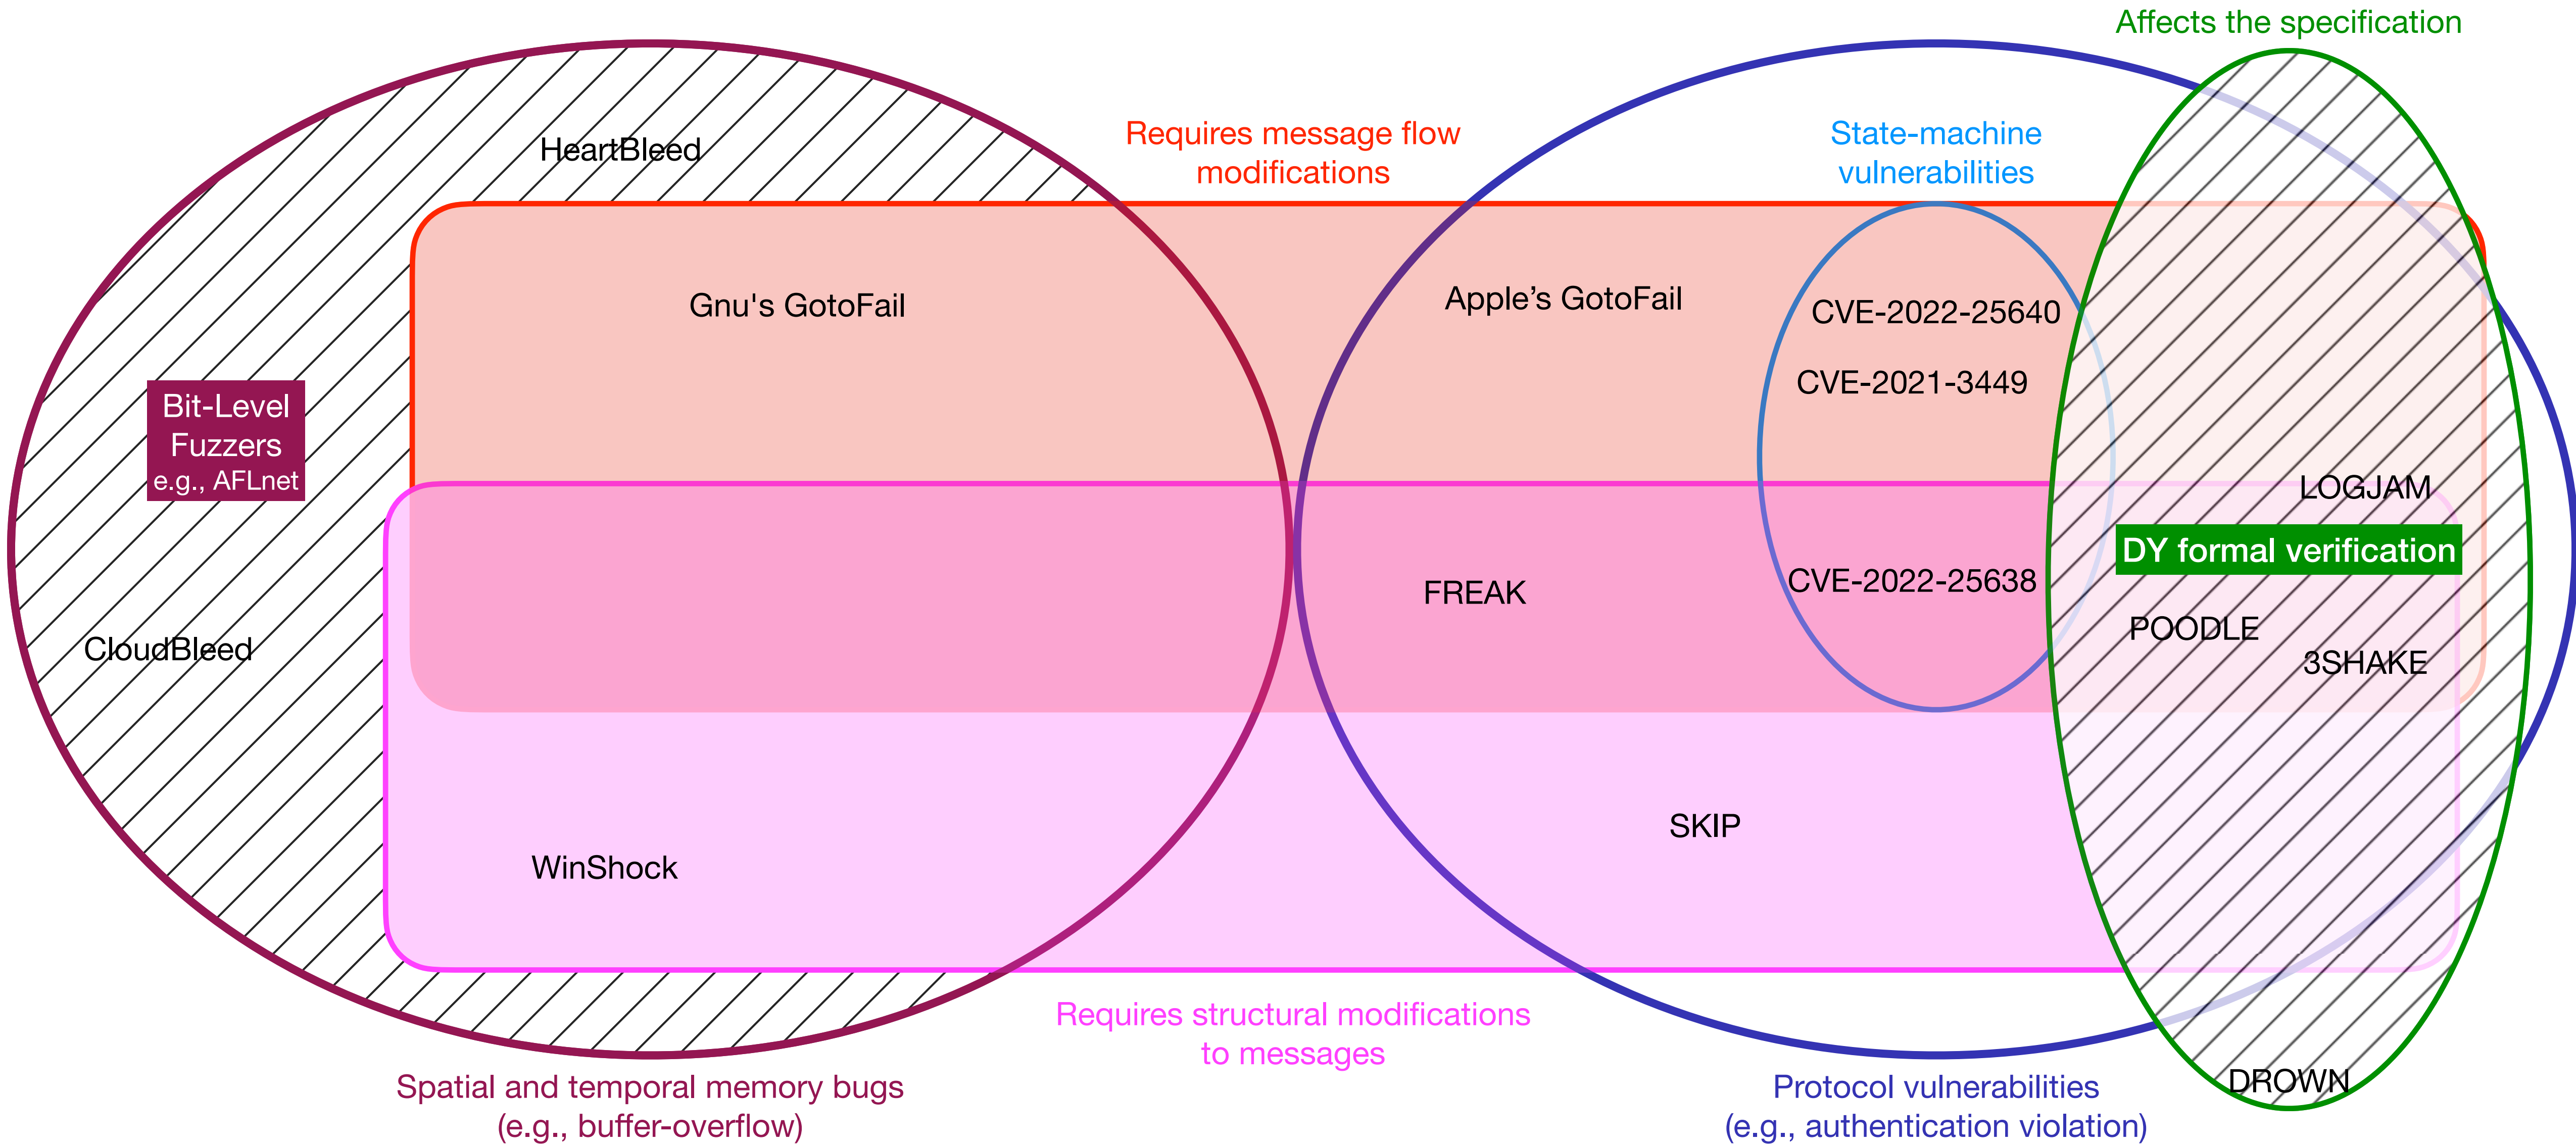 Affects the specification
Requires message flow
modifications
State-machine
vulnerabilities
HeartBleed
Gnu's GotoFail
Apple’s GotoFail
CVE-2022-25640
CVE-2021-3449
Bit-Level
Fuzzers
e.g., AFLnet
LOGJAM
DY formal verification
FREAK
CVE-2022-25638
POODLE
CloudBleed
3SHAKE
SKIP
WinShock
Requires structural modifications
to messages
Spatial and temporal memory bugs
(e.g., buffer-overflow)
Protocol vulnerabilities
(e.g., authentication violation)
DROWN